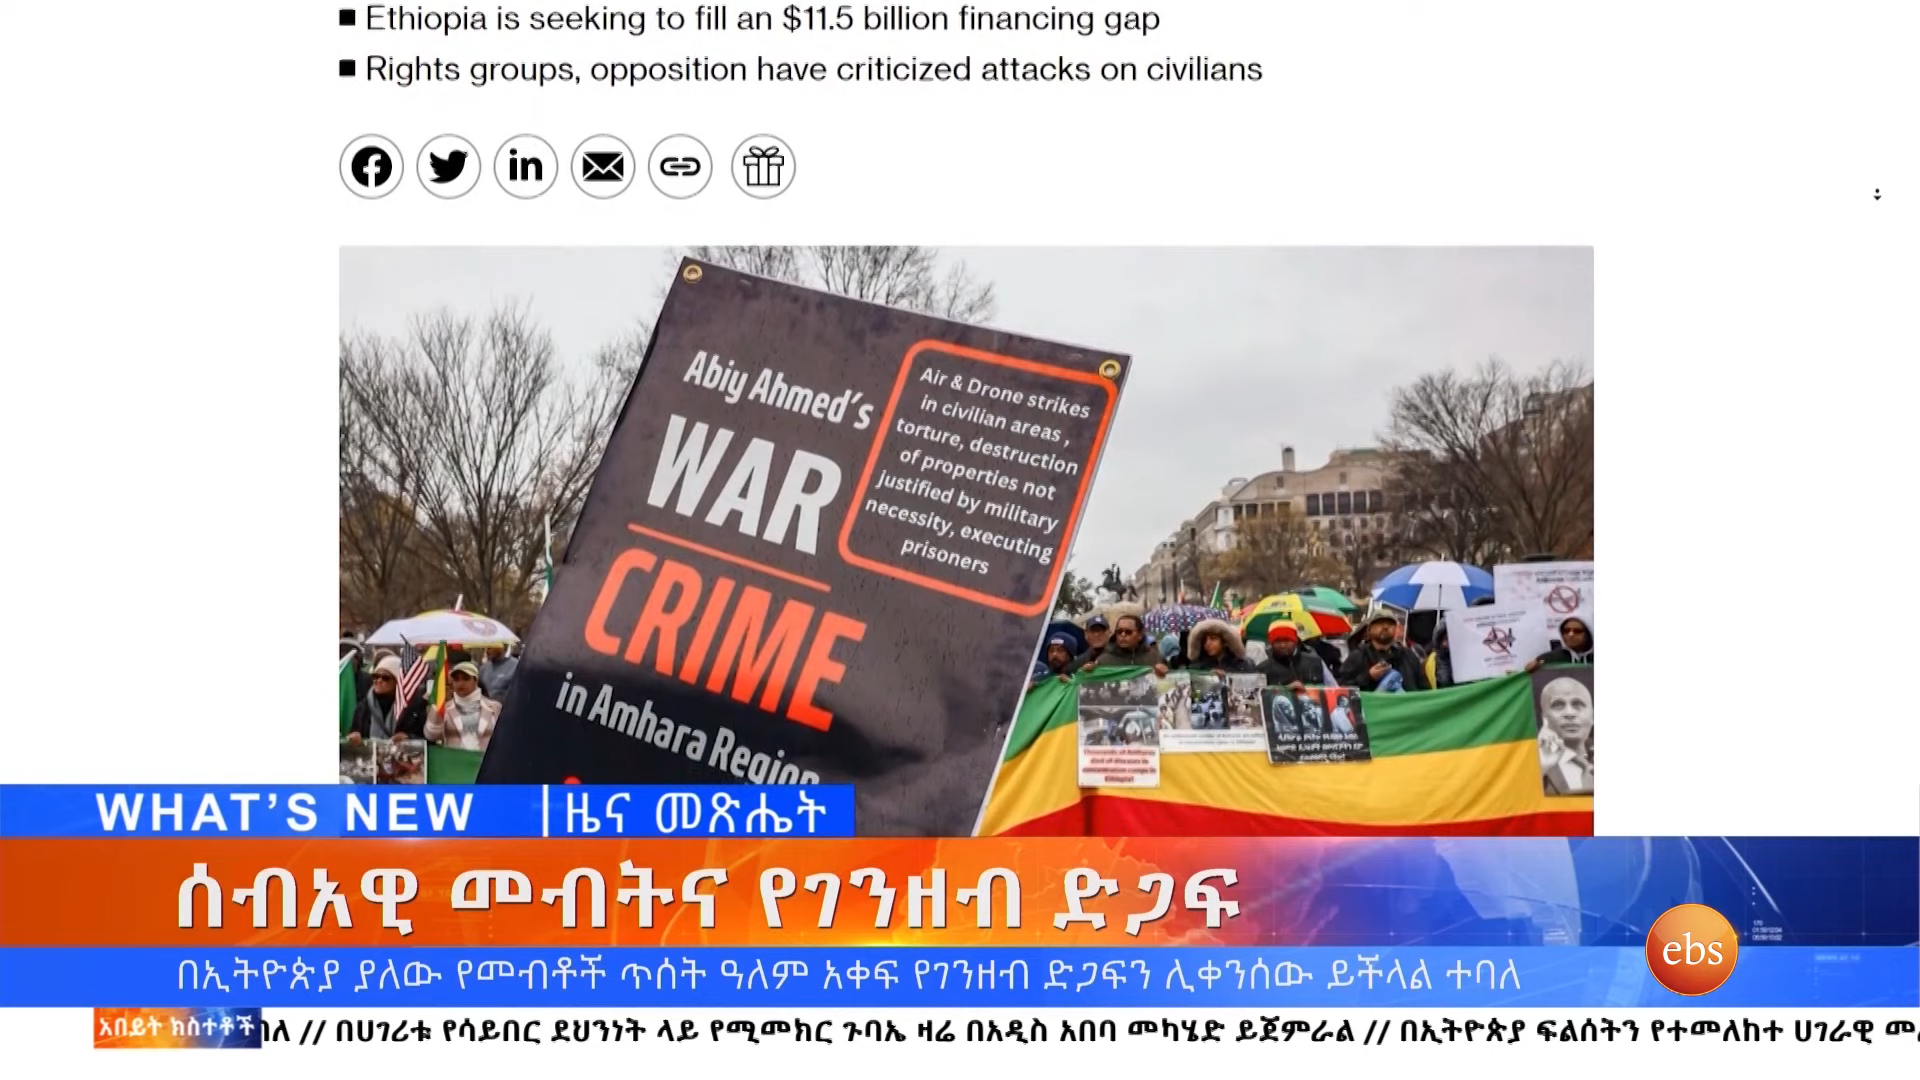 Ethiopia is seeking to fill an $11.5 billion financing gap
Rights groups, opposition have criticized attacks on civilians
Abiy Ahmed's
WAR
CRIME
in Amhara Region
Air & Drone strikes
in civilian areas ,
torture, destruction
of properties not
justified by military
necessity, executing
prisoners
WHAT'S NEW |ዜና መጽሔት
ሰብአዊ መብትና የገንዘብ ድጋፍ
ebs
በኢትዮጵያ ያለው የመብቶች ጥሰት ዓለም አቀፍ የገንዘብ ድጋፍን ሊቀንሰው ይችላል ተባለ
አበይት ክስተቶች // በሀገሪቱ የሳይበር ደህንነት ላይ የሚመክር ጉባኤ ዛሬ በአዲስ አበባ መካሄድ ይጀምራል // በኢትዮጵያ ፍልሰትን የተመለከተ ሀገራዊ